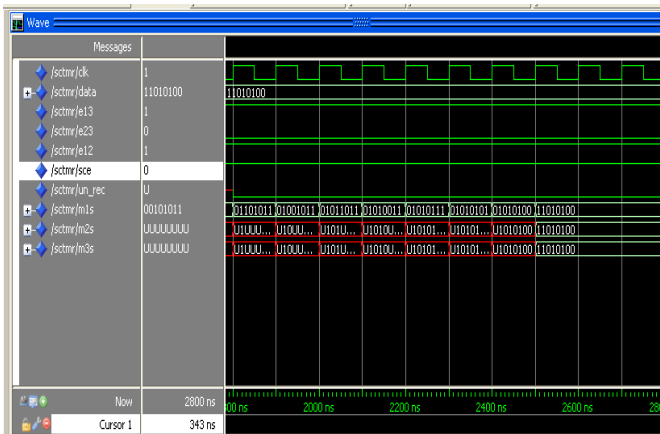 Wave
Messages
/sctmr/clk 1
/sctmr/data 11010100 11010100
/sctmr/e13 1
/sctmr/e23 0
/sctmr/e12 1
/sctmr/sce 0
/sctmr/un_rec U
/sctmr/m1s 00101011 01101011 01001011 01011011 01010011 01010111 01010101 01010100 11010100
/sctmr/m2s UUUUUUUU U1UUU... U10UU... U101U... U1010U... U10101... U10101... U1010100 11010100
/sctmr/m3s UUUUUUUU U1UUU... U10UU... U101U... U1010U... U10101... U10101... U1010100 11010100
Now 2800 ns 00 ns 2000 ns 2200 ns 2400 ns 2600 ns 28
Cursor 1 343 ns